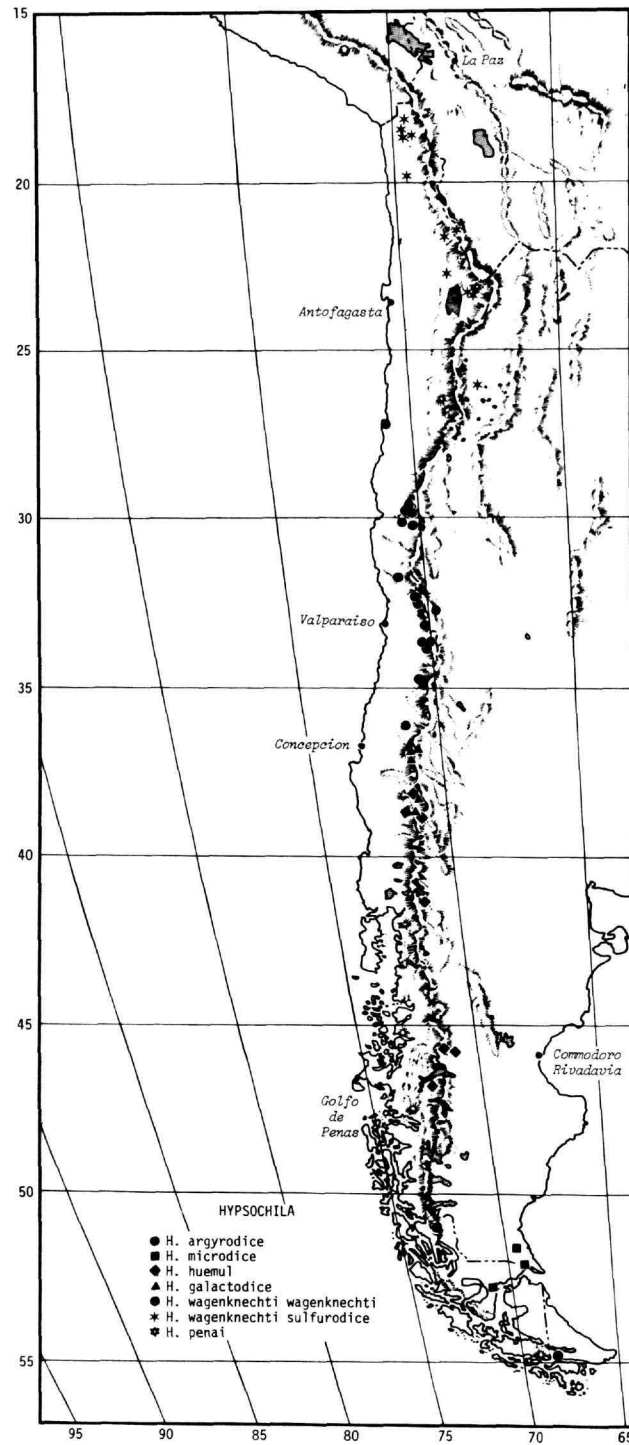 15
La Paz
20
Antofagasta
25
30
Valparaiso
35
Concepcion
40
45
Commodoro
Rivadavia
Golfo
de
Penas
50
HYPSOCHILA
H. argyrodice
H. microdice
H. huemul
H. galactodice
H. wagenknechti wagenknechti
H. wagenknechti sulfurodice
H. penai
55
95
90
85
80
75
70
65